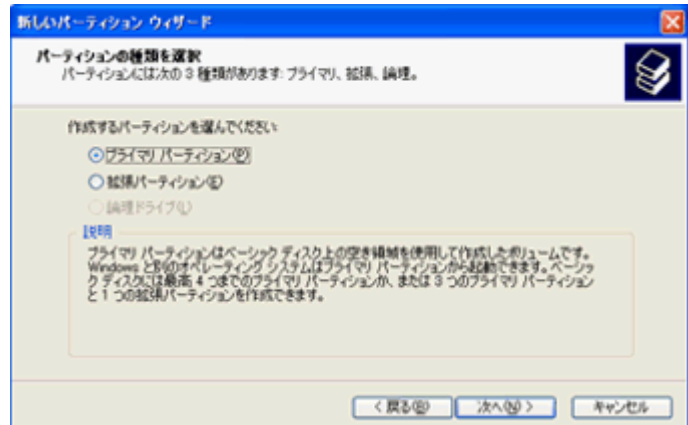 新しいパーティション ウィザード
パーティションの種類を選択
パーティションには次の 3 種類があります: プライマリ、拡張、論理。
作成するパーティションを選んでください:
プライマリ パーティション(P)
拡張パーティション(E)
論理ドライブ(L)
説明
プライマリ パーティションはベーシック ディスク上の空き領域を使用して作成したボリュームです。
Windows と別のオペレーティング システムはプライマリ パーティションから起動できます。ベーシッ
ク ディスクには最高 4 つまでのプライマリ パーティションか、または 3 つのプライマリ パーティション
と 1 つの拡張パーティションを作成できます。
< 戻る(B) 次へ(N) > キャンセル